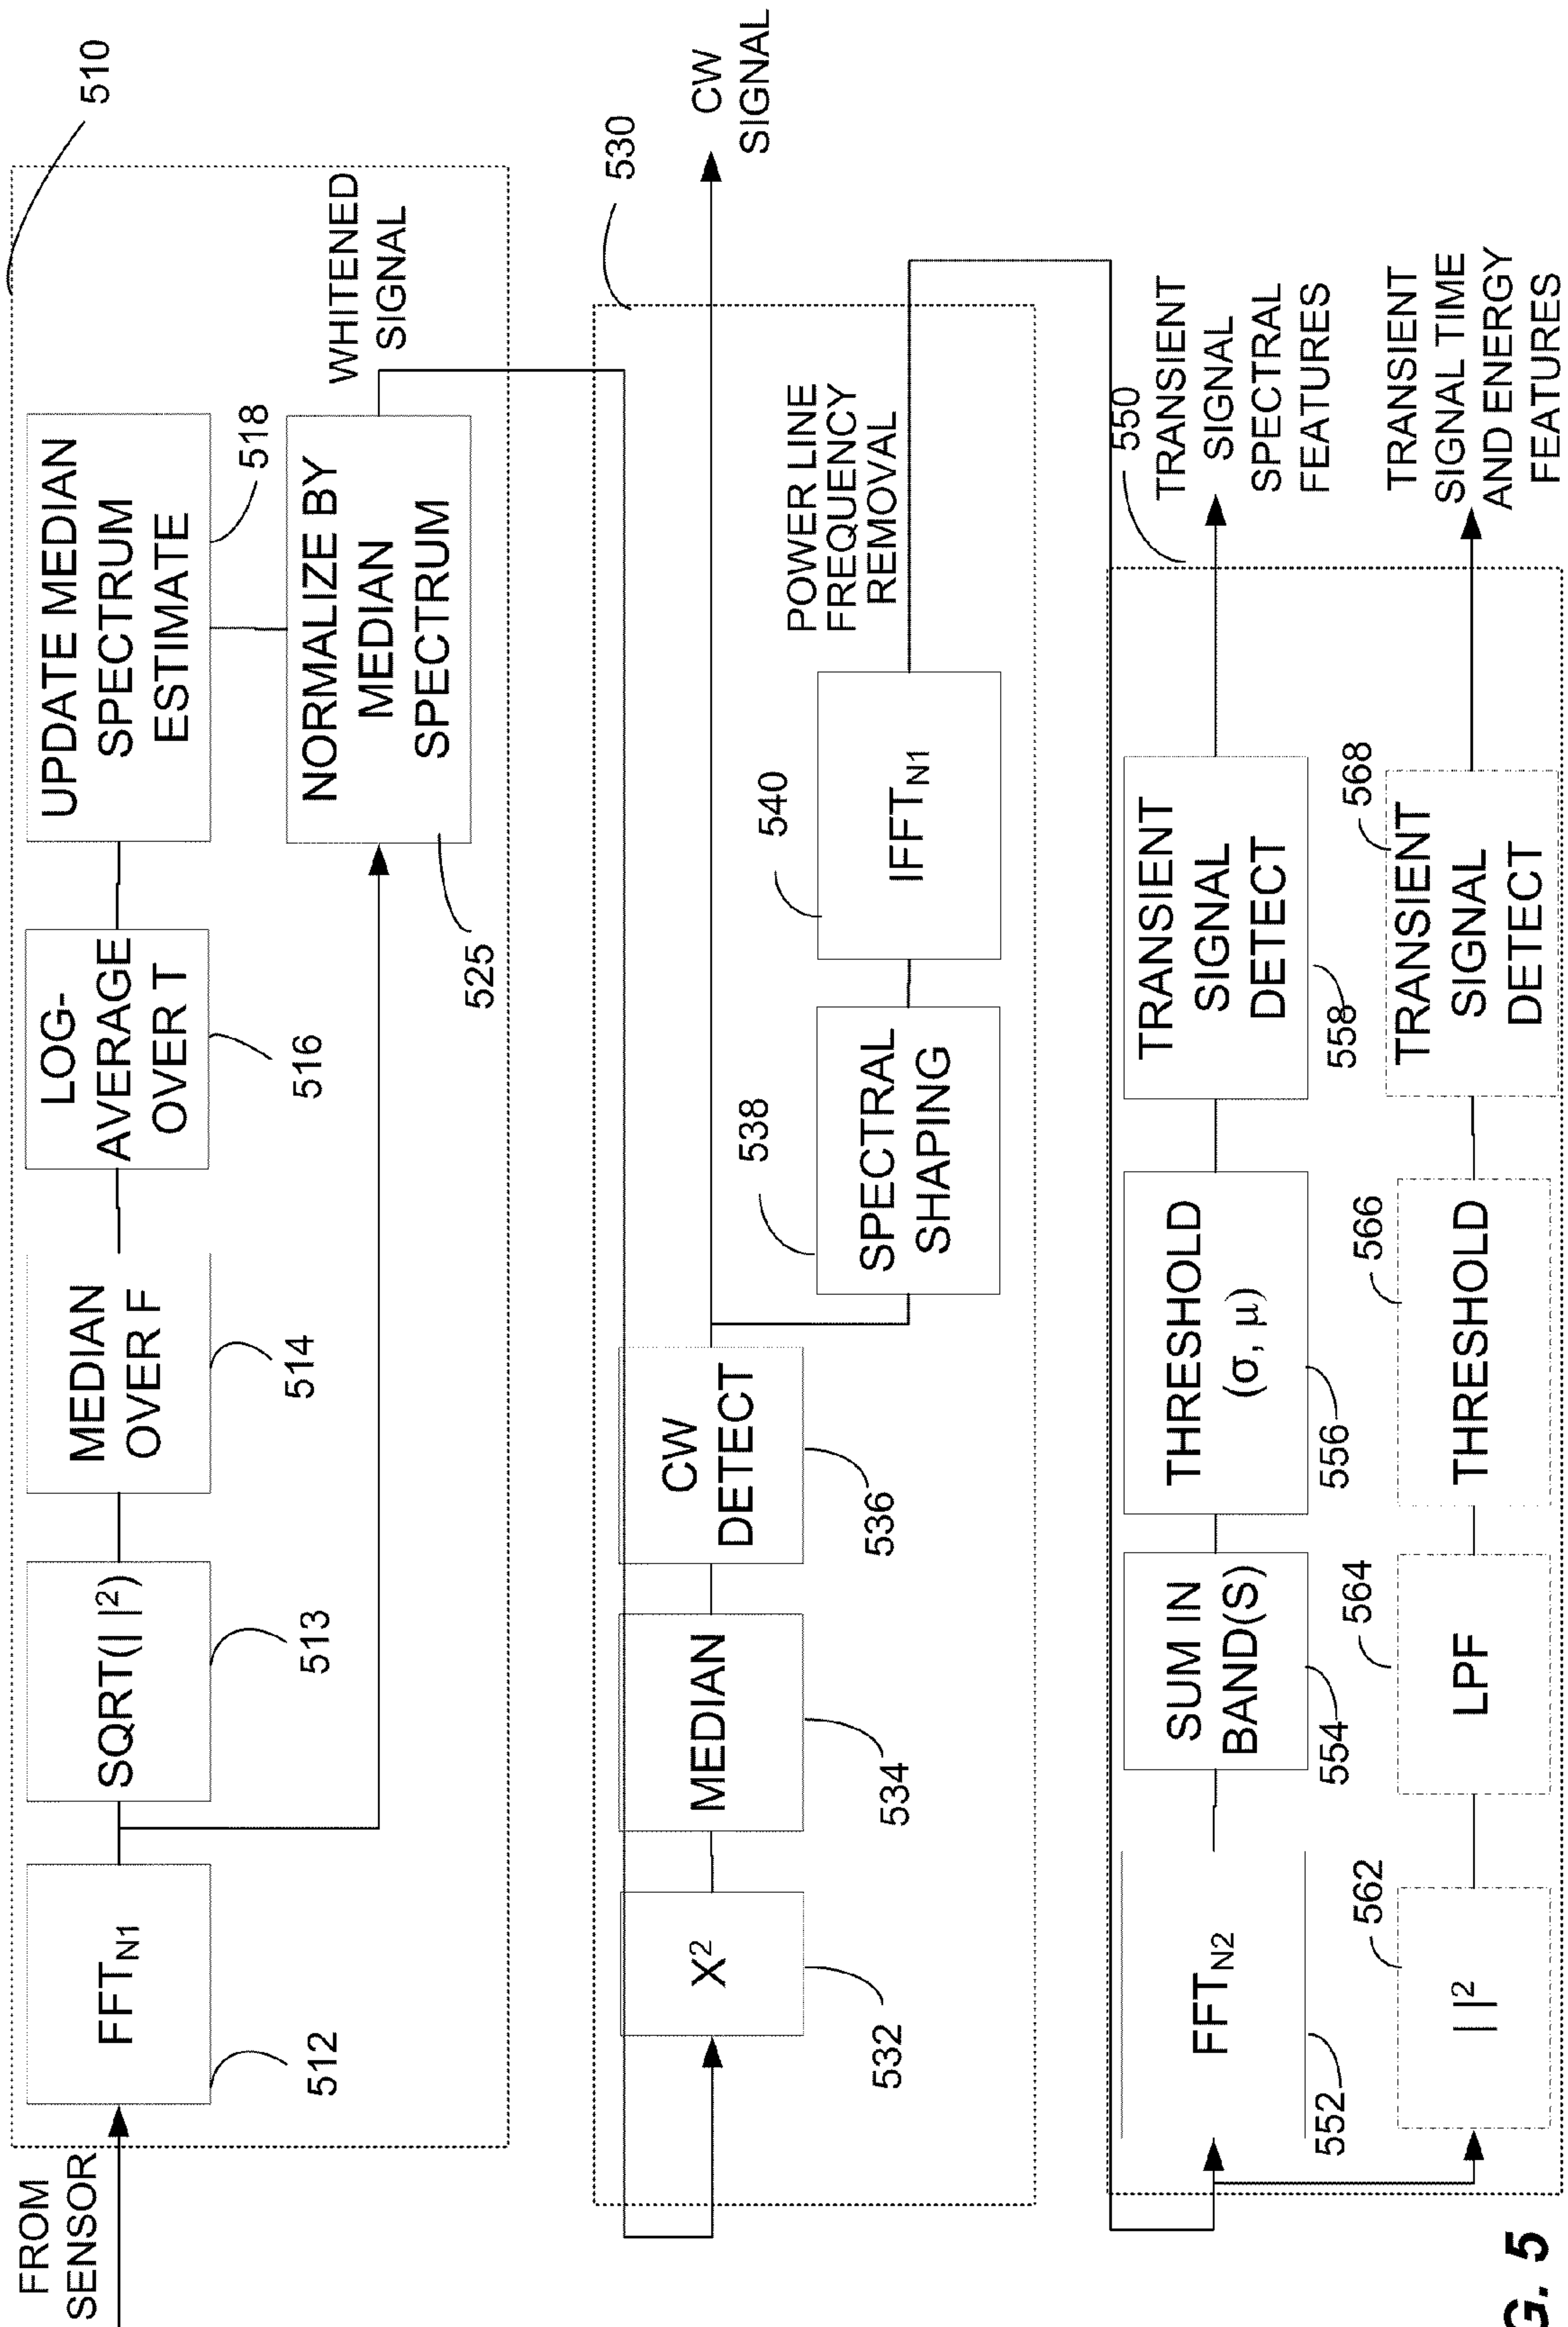 510
FROM
SENSOR
FFTN1
512
SQRT(| |²)
513
MEDIAN
OVER F
514
LOG-
AVERAGE
OVER T
516
UPDATE MEDIAN
SPECTRUM
ESTIMATE
518
NORMALIZE BY
MEDIAN
SPECTRUM
525
WHITENED
SIGNAL
530
X²
532
MEDIAN
534
CW
DETECT
536
CW
SIGNAL
SPECTRAL
SHAPING
538
IFFTN1
540
POWER LINE
FREQUENCY
REMOVAL
550
FFTN2
552
SUM IN
BAND(S)
554
THRESHOLD
(σ, μ)
556
TRANSIENT
SIGNAL
DETECT
558
TRANSIENT
SIGNAL
SPECTRAL
FEATURES
| |²
562
LPF
564
THRESHOLD
566
TRANSIENT
SIGNAL
DETECT
568
TRANSIENT
SIGNAL TIME
AND ENERGY
FEATURES
G. 5